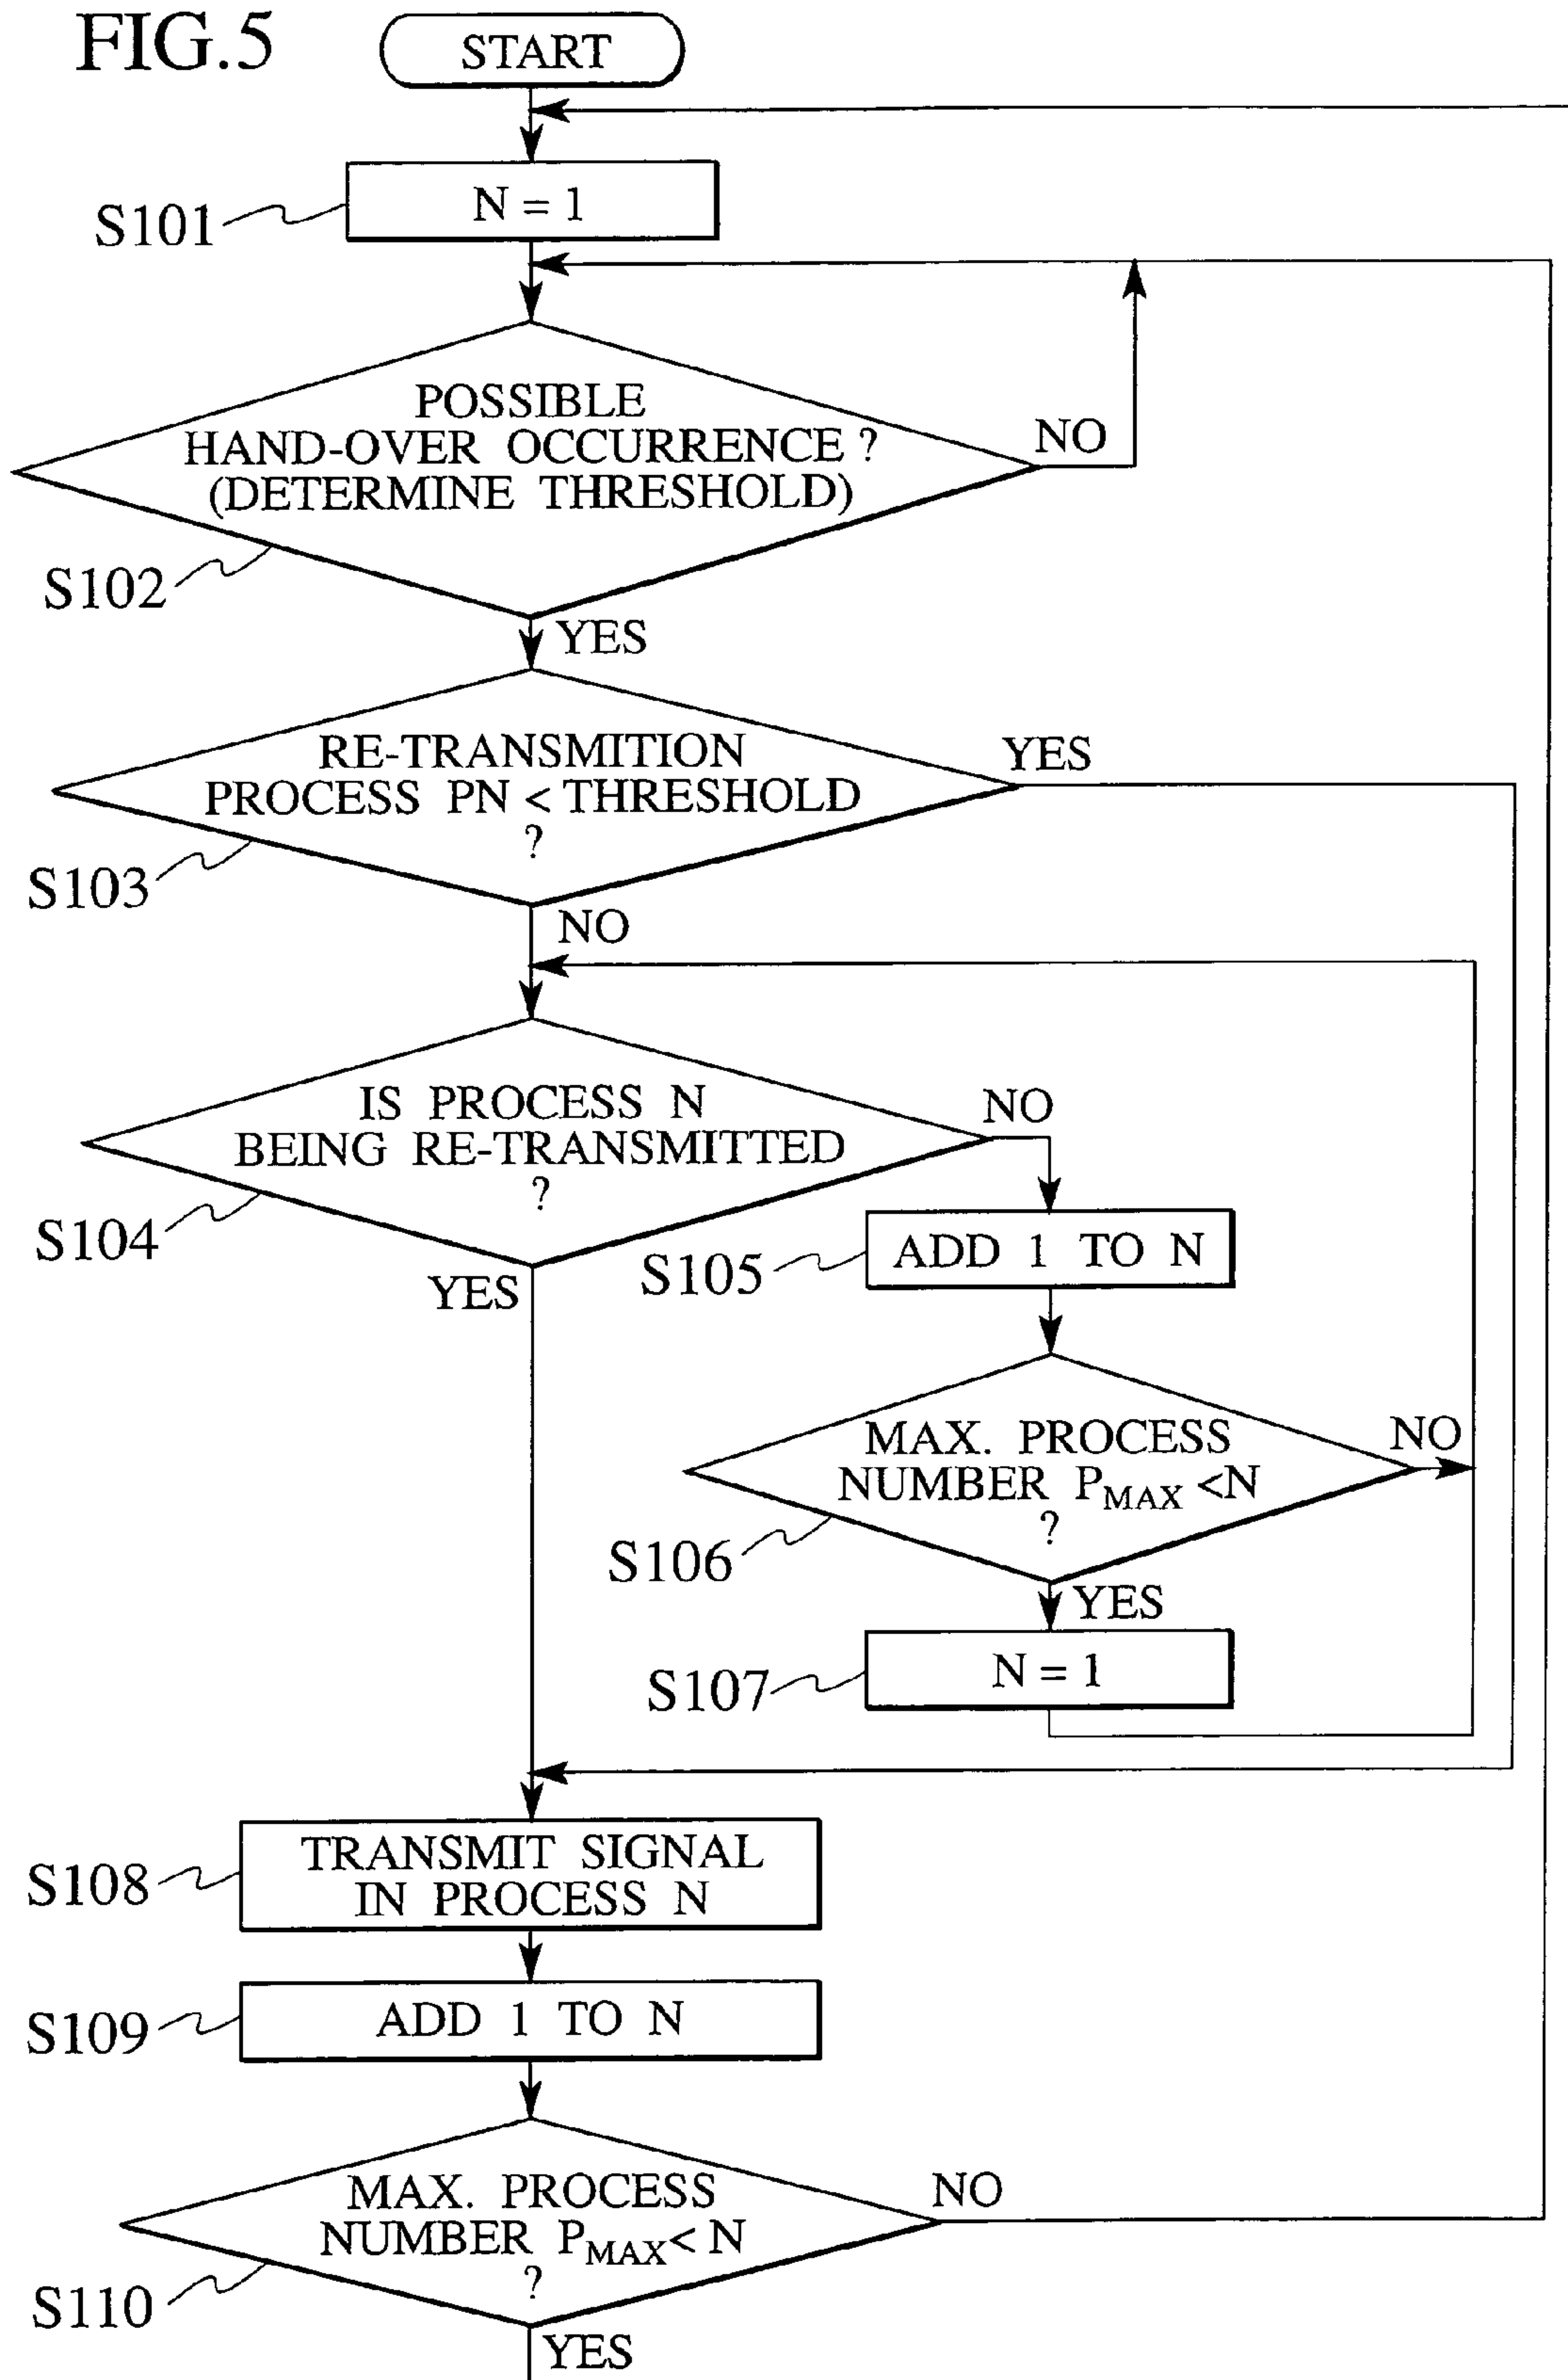 FIG.5
START
S101
N = 1
POSSIBLE
HAND-OVER OCCURRENCE ?
(DETERMINE THRESHOLD)
NO
S102
YES
RE-TRANSMITION
PROCESS PN < THRESHOLD
?
YES
S103
NO
IS PROCESS N
BEING RE-TRANSMITTED
?
NO
S104
YES
S105
ADD 1 TO N
MAX. PROCESS
NUMBER PMAX <N
?
NO
S106
YES
S107
N = 1
S108
TRANSMIT SIGNAL
IN PROCESS N
S109
ADD 1 TO N
MAX. PROCESS
NUMBER PMAX< N
?
NO
S110
YES